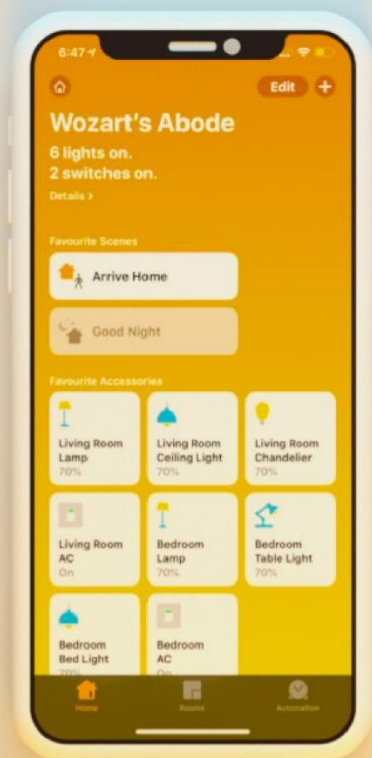 6:47
Edit
Wozart's Abode
6 lights on.
2 switches on.
Details >
Favourite Scenes
Arrive Home
Good Night
Favourite Accessories
Living Room
Lamp
70%
Living Room
Ceiling Light
70%
Living Room
Chandelier
70%
Living Room
AC
On
Bedroom
Lamp
70%
Bedroom
Table Light
70%
Bedroom
Bed Light
70%
Bedroom
AC
On
Home
Rooms
Automation